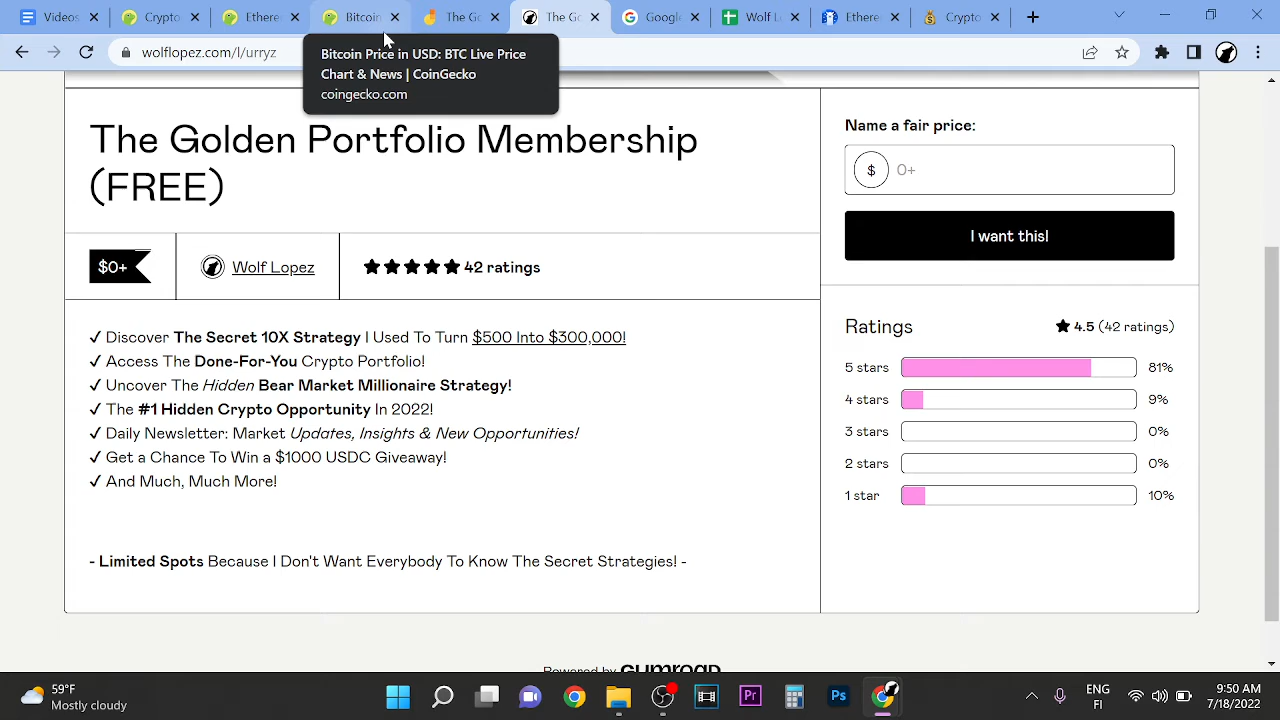 Videos
Crypto
Ethere
Bitcoin
The Go
The Go
Google
Wolf L
Ethere
Crypto
wolflopez.com/l/urryz
Bitcoin Price in USD: BTC Live Price
Chart & News | CoinGecko
coingecko.com
The Golden Portfolio Membership
(FREE)
$0+
Wolf Lopez
42 ratings
✓ Discover The Secret 10X Strategy I Used To Turn $500 Into $300,000!
✓ Access The Done-For-You Crypto Portfolio!
✓ Uncover The Hidden Bear Market Millionaire Strategy!
✓ The #1 Hidden Crypto Opportunity In 2022!
✓ Daily Newsletter: Market Updates, Insights & New Opportunities!
✓ Get a Chance To Win a $1000 USDC Giveaway!
✓ And Much, Much More!
- Limited Spots Because I Don't Want Everybody To Know The Secret Strategies! -
Name a fair price:
$ 0+
I want this!
Ratings
4.5 (42 ratings)
5 stars 81%
4 stars 9%
3 stars 0%
2 stars 0%
1 star 10%
Powered by gumroad
59°F
Mostly cloudy
Pr
Ps
ENG
FI
9:50 AM
7/18/2022